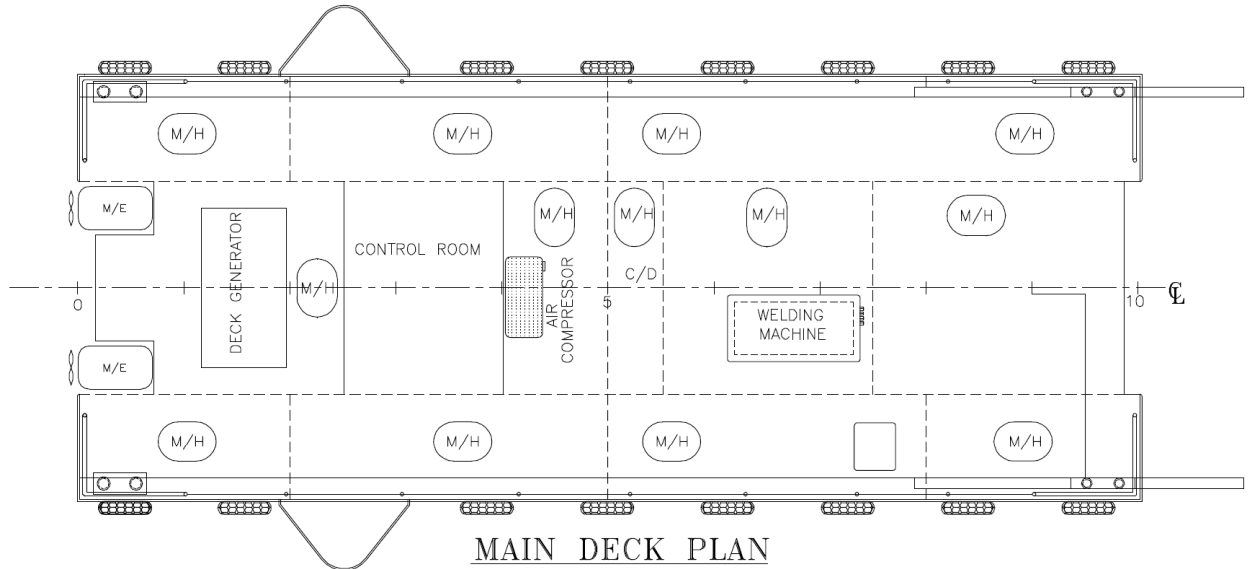 M/H M/H M/H M/H
M/E
M/H M/H M/H M/H
DECK GENERATOR
CONTROL ROOM
M/H
AIR
COMPRESSOR
C/D
0 5 10 ℄
WELDING
MACHINE
M/E
M/H M/H M/H M/H
MAIN DECK PLAN